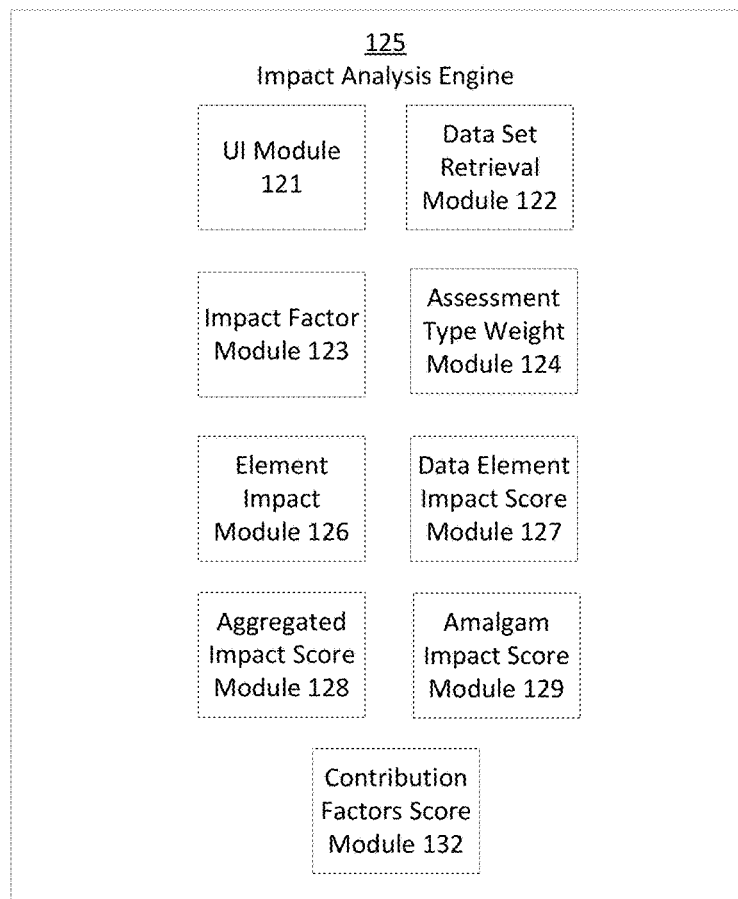 125
Impact Analysis Engine
UI Module
121
Data Set
Retrieval
Module 122
Impact Factor
Module 123
Assessment
Type Weight
Module 124
Element
Impact
Module 126
Data Element
Impact Score
Module 127
Aggregated
Impact Score
Module 128
Amalgam
Impact Score
Module 129
Contribution
Factors Score
Module 132